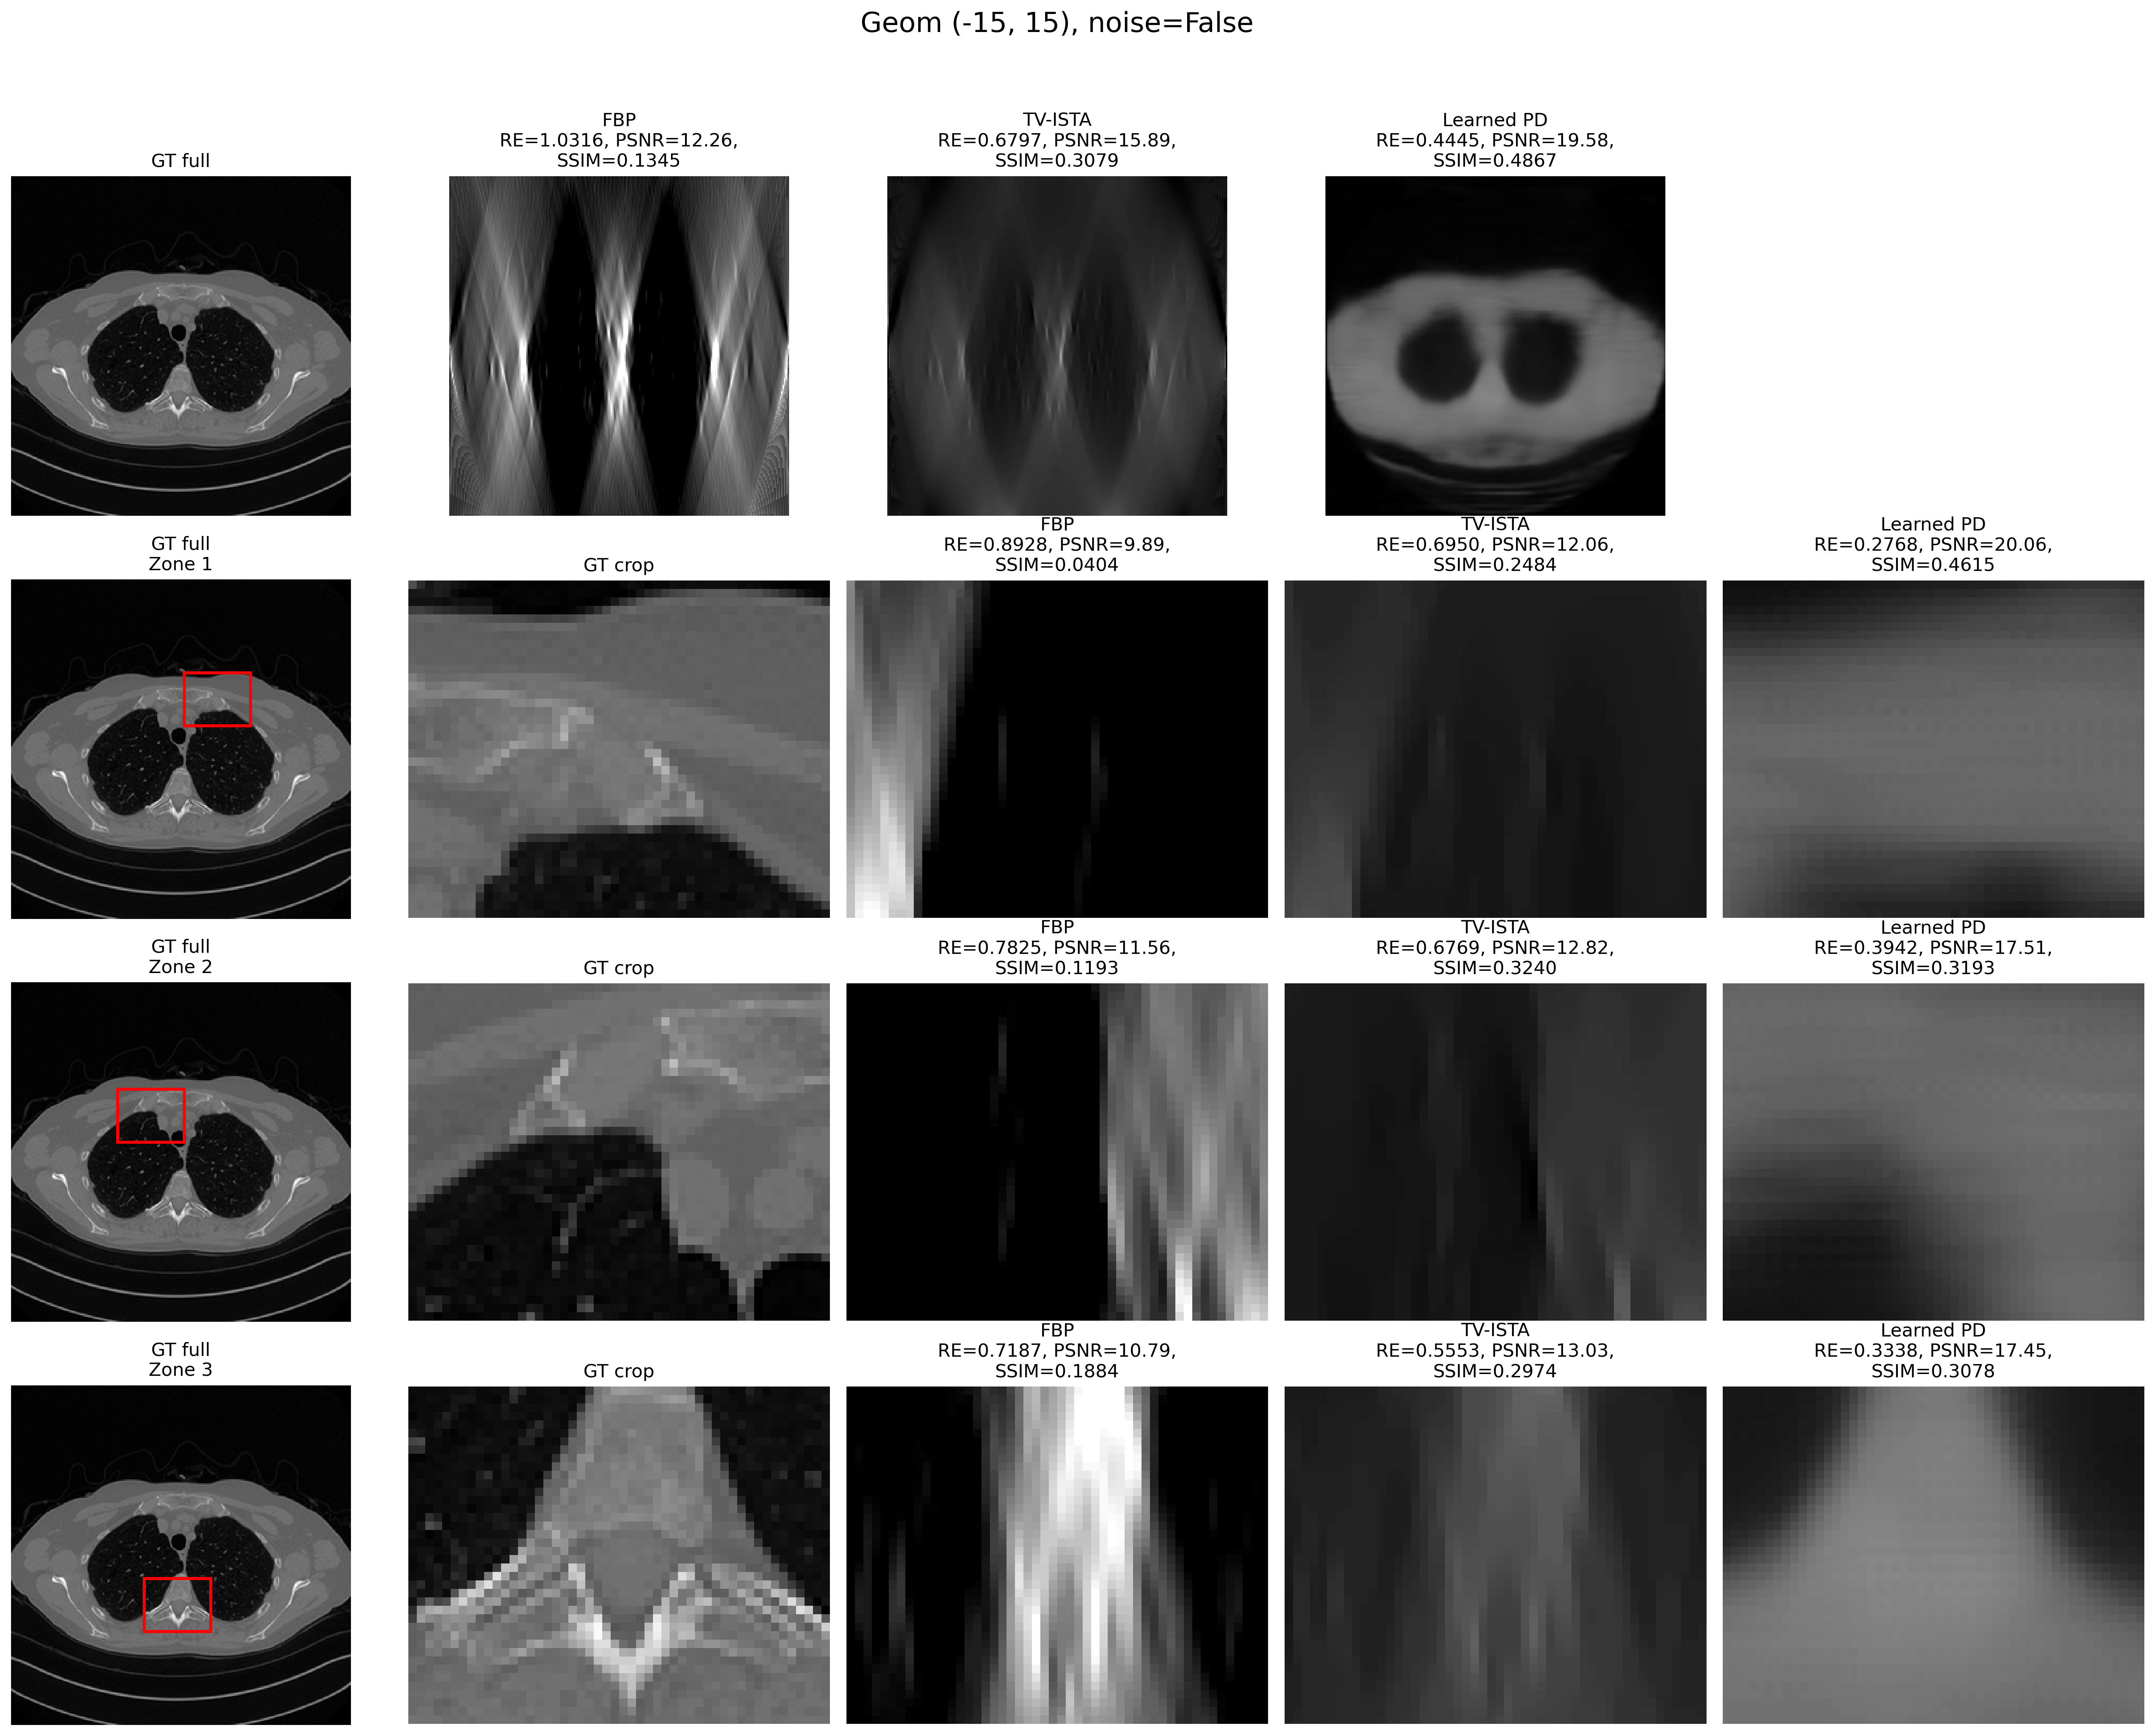 Geom (-15, 15), noise=False
GT full
FBP
RE=1.0316, PSNR=12.26,
SSIM=0.1345
TV-ISTA
RE=0.6797, PSNR=15.89,
SSIM=0.3079
Learned PD
RE=0.4445, PSNR=19.58,
SSIM=0.4867
GT full
Zone 1
GT crop
FBP
RE=0.8928, PSNR=9.89,
SSIM=0.0404
TV-ISTA
RE=0.6950, PSNR=12.06,
SSIM=0.2484
Learned PD
RE=0.2768, PSNR=20.06,
SSIM=0.4615
GT full
Zone 2
GT crop
FBP
RE=0.7825, PSNR=11.56,
SSIM=0.1193
TV-ISTA
RE=0.6769, PSNR=12.82,
SSIM=0.3240
Learned PD
RE=0.3942, PSNR=17.51,
SSIM=0.3193
GT full
Zone 3
GT crop
FBP
RE=0.7187, PSNR=10.79,
SSIM=0.1884
TV-ISTA
RE=0.5553, PSNR=13.03,
SSIM=0.2974
Learned PD
RE=0.3338, PSNR=17.45,
SSIM=0.3078